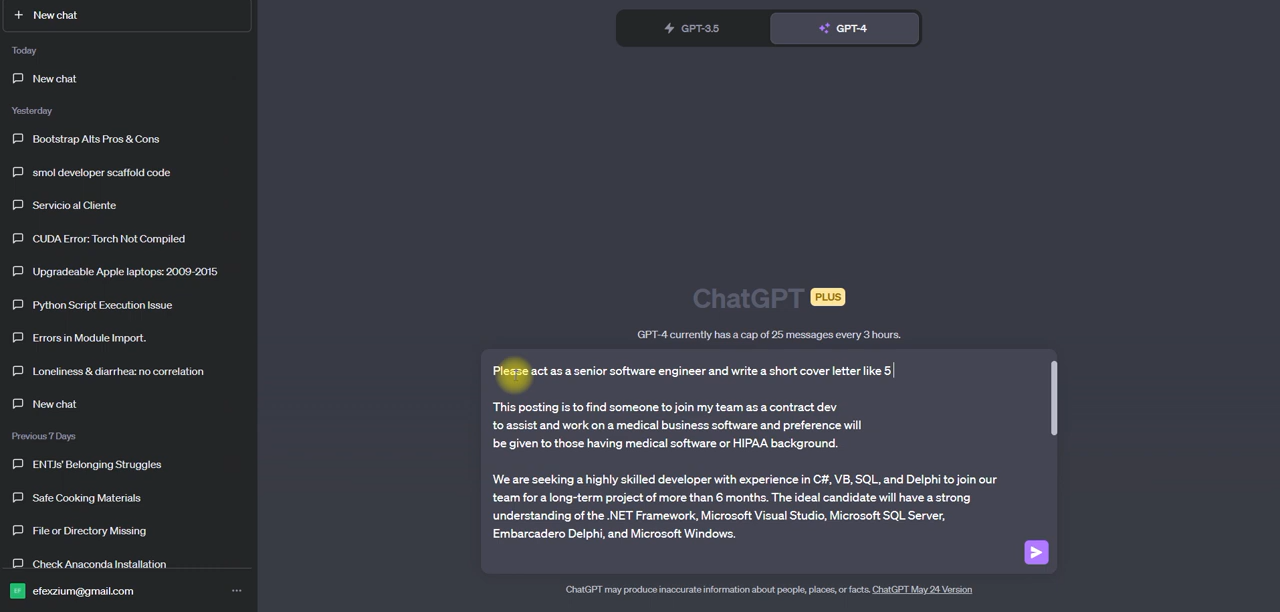 New chat
Today
New chat
Yesterday
Bootstrap Alts Pros & Cons
smol developer scaffold code
Servicio al Cliente
CUDA Error: Torch Not Compiled
Upgradeable Apple laptops: 2009-2015
Python Script Execution Issue
Errors in Module Import.
Loneliness & diarrhea: no correlation
New chat
Previous 7 Days
ENTJs' Belonging Struggles
Safe Cooking Materials
File or Directory Missing
Check Anaconda Installation
EF efexzium@gmail.com
GPT-3.5
GPT-4
ChatGPT PLUS
GPT-4 currently has a cap of 25 messages every 3 hours.
Please act as a senior software engineer and write a short cover letter like 5
This posting is to find someone to join my team as a contract dev
to assist and work on a medical business software and preference will
be given to those having medical software or HIPAA background.
We are seeking a highly skilled developer with experience in C#, VB, SQL, and Delphi to join our
team for a long-term project of more than 6 months. The ideal candidate will have a strong
understanding of the .NET Framework, Microsoft Visual Studio, Microsoft SQL Server,
Embarcadero Delphi, and Microsoft Windows.
ChatGPT may produce inaccurate information about people, places, or facts. ChatGPT May 24 Version